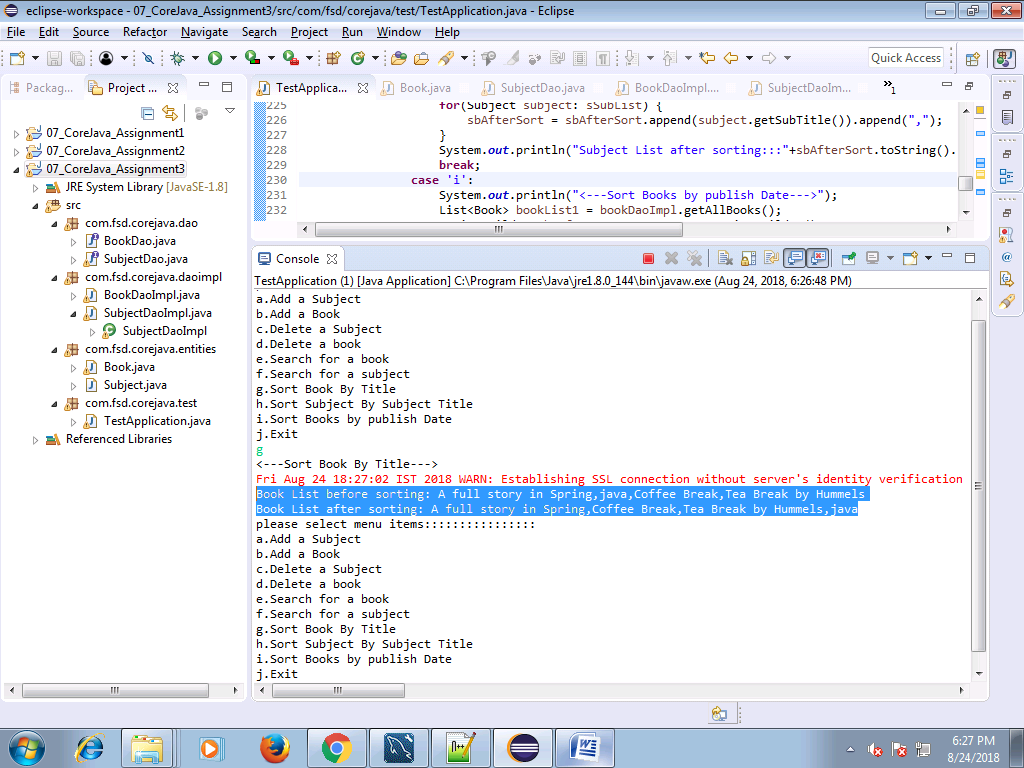 eclipse-workspace - 07_CoreJava_Assignment3/src/com/fsd/corejava/test/TestApplication.java - Eclipse
File Edit Source Refactor Navigate Search Project Run Window Help
Quick Access
Packag... Project ...
07_CoreJava_Assignment1
07_CoreJava_Assignment2
07_CoreJava_Assignment3
JRE System Library [JavaSE-1.8]
src
com.fsd.corejava.dao
BookDao.java
SubjectDao.java
com.fsd.corejava.daoimpl
BookDaoImpl.java
SubjectDaoImpl.java
SubjectDaoImpl
com.fsd.corejava.entities
Book.java
Subject.java
com.fsd.corejava.test
TestApplication.java
Referenced Libraries
TestApplica... Book.java SubjectDao.java BookDaoImpl.... SubjectDaoIm... »1
225 for(Subject subject: sSubList) {
226 sbAfterSort = sbAfterSort.append(subject.getSubTitle()).append(",");
227 }
228 System.out.println("Subject List after sorting:::"+sbAfterSort.toString().
229 break;
230 case 'i':
231 System.out.println("<---Sort Books by publish Date--->");
232 List<Book> bookList1 = bookDaoImpl.getAllBooks();
Console
TestApplication (1) [Java Application] C:\Program Files\Java\jre1.8.0_144\bin\javaw.exe (Aug 24, 2018, 6:26:48 PM)
a.Add a Subject
b.Add a Book
c.Delete a Subject
d.Delete a book
e.Search for a book
f.Search for a subject
g.Sort Book By Title
h.Sort Subject By Subject Title
i.Sort Books by publish Date
j.Exit
g
<---Sort Book By Title--->
Fri Aug 24 18:27:02 IST 2018 WARN: Establishing SSL connection without server's identity verification
Book List before sorting: A full story in Spring,java,Coffee Break,Tea Break by Hummels
Book List after sorting: A full story in Spring,Coffee Break,Tea Break by Hummels,java
please select menu items::::::::::::::::
a.Add a Subject
b.Add a Book
c.Delete a Subject
d.Delete a book
e.Search for a book
f.Search for a subject
g.Sort Book By Title
h.Sort Subject By Subject Title
i.Sort Books by publish Date
j.Exit
6:27 PM
8/24/2018